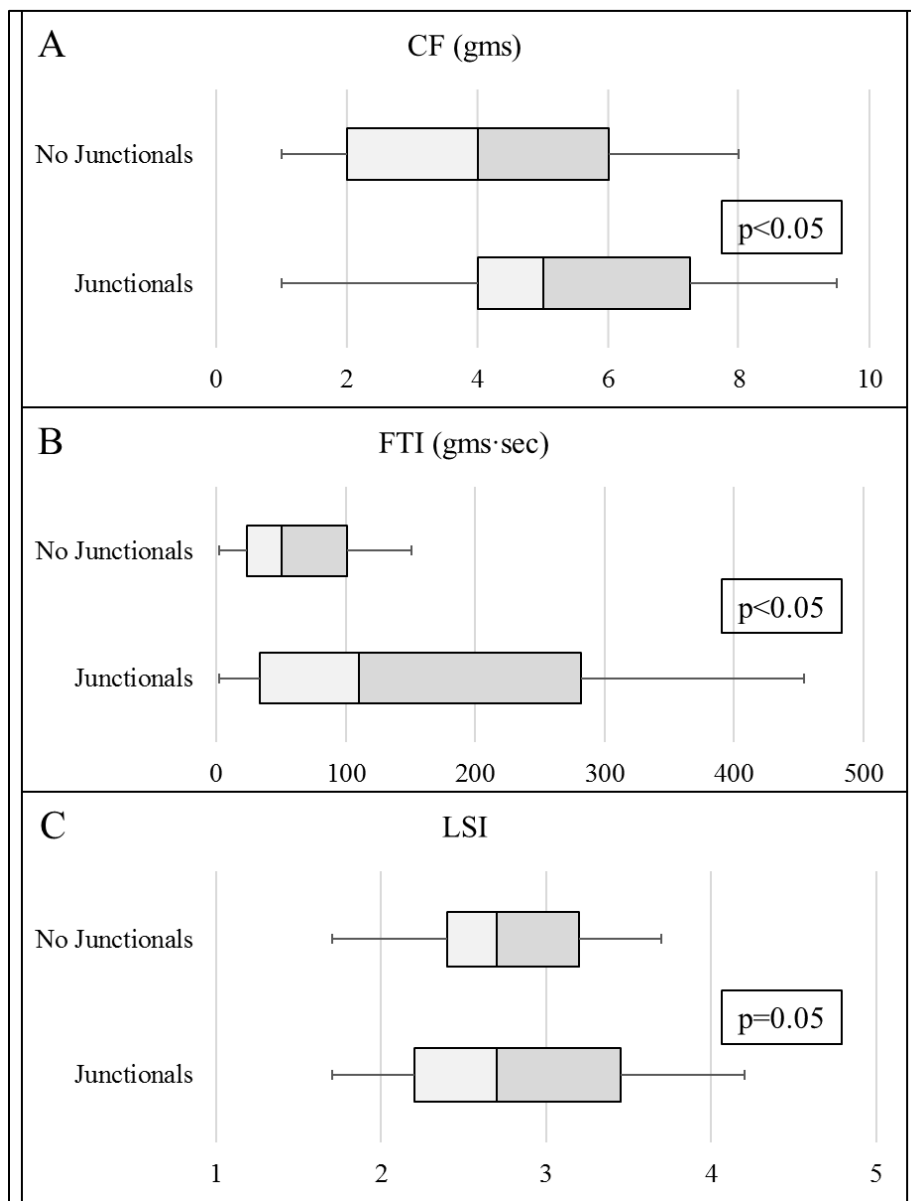 A
CF (gms)
No Junctionals
p<0.05
Junctionals
0 2 4 6 8 10
B
FTI (gms·sec)
No Junctionals
p<0.05
Junctionals
0 100 200 300 400 500
C
LSI
No Junctionals
p=0.05
Junctionals
1 2 3 4 5